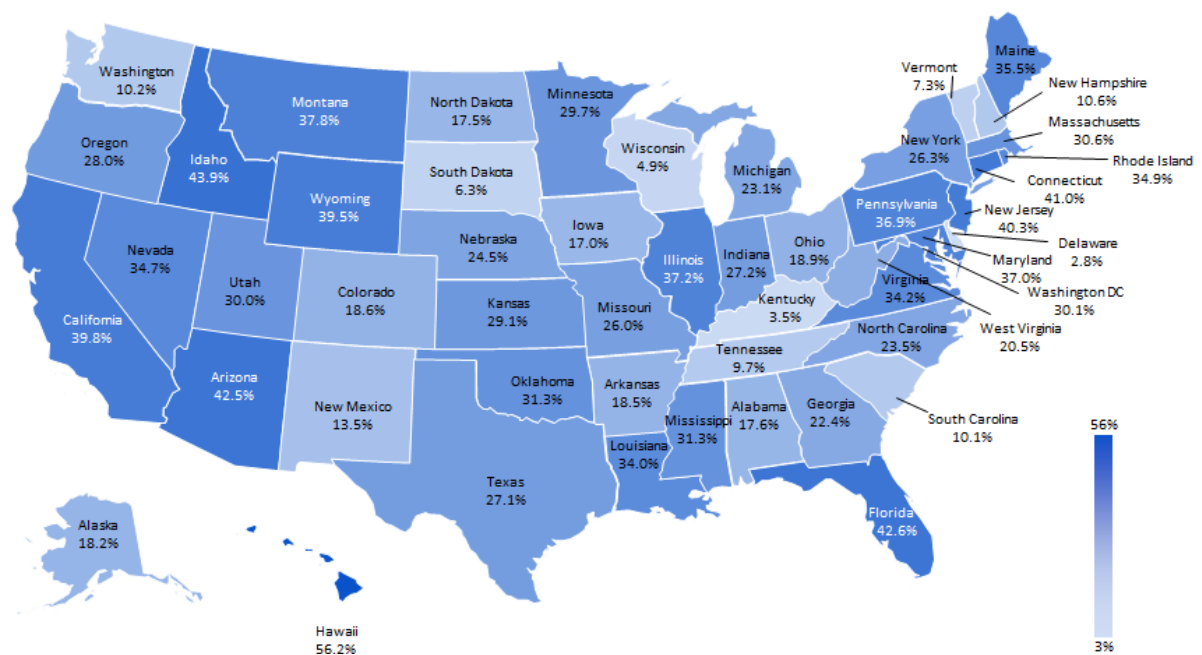 Washington
10.2%
Oregon
28.0%
California
39.8%
Nevada
34.7%
Idaho
43.9%
Montana
37.8%
Wyoming
39.5%
Utah
30.0%
Arizona
42.5%
Colorado
18.6%
New Mexico
13.5%
North Dakota
17.5%
South Dakota
6.3%
Nebraska
24.5%
Kansas
29.1%
Oklahoma
31.3%
Texas
27.1%
Minnesota
29.7%
Iowa
17.0%
Missouri
26.0%
Arkansas
18.5%
Louisiana
34.0%
Wisconsin
4.9%
Illinois
37.2%
Michigan
23.1%
Indiana
27.2%
Ohio
18.9%
Kentucky
3.5%
Tennessee
9.7%
Mississippi
31.3%
Alabama
17.6%
Georgia
22.4%
Florida
42.6%
South Carolina
10.1%
North Carolina
23.5%
Virginia
34.2%
West Virginia
20.5%
Washington DC
30.1%
Maryland
37.0%
Delaware
2.8%
New Jersey
40.3%
Pennsylvania
36.9%
New York
26.3%
Connecticut
41.0%
Rhode Island
34.9%
Massachusetts
30.6%
New Hampshire
10.6%
Vermont
7.3%
Maine
35.5%
Alaska
18.2%
Hawaii
56.2%
56%
3%